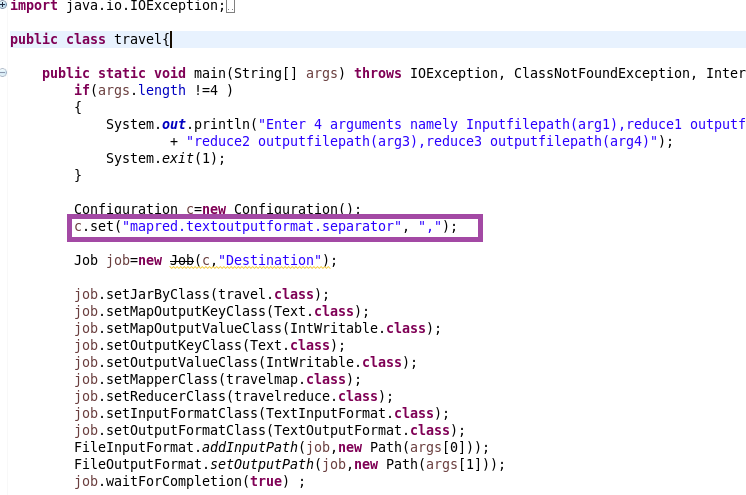 import java.io.IOException;
public class travel{
public static void main(String[] args) throws IOException, ClassNotFoundException, Inter
if(args.length !=4 )
{
System.out.println("Enter 4 arguments namely Inputfilepath(arg1),reduce1 outputf
+ "reduce2 outputfilepath(arg3),reduce3 outputfilepath(arg4)");
System.exit(1);
}
Configuration c=new Configuration();
c.set("mapred.textoutputformat.separator", ",");
Job job=new Job(c,"Destination");
job.setJarByClass(travel.class);
job.setMapOutputKeyClass(Text.class);
job.setMapOutputValueClass(IntWritable.class);
job.setOutputKeyClass(Text.class);
job.setOutputValueClass(IntWritable.class);
job.setMapperClass(travelmap.class);
job.setReducerClass(travelreduce.class);
job.setInputFormatClass(TextInputFormat.class);
job.setOutputFormatClass(TextOutputFormat.class);
FileInputFormat.addInputPath(job,new Path(args[0]));
FileOutputFormat.setOutputPath(job,new Path(args[1]));
job.waitForCompletion(true) ;